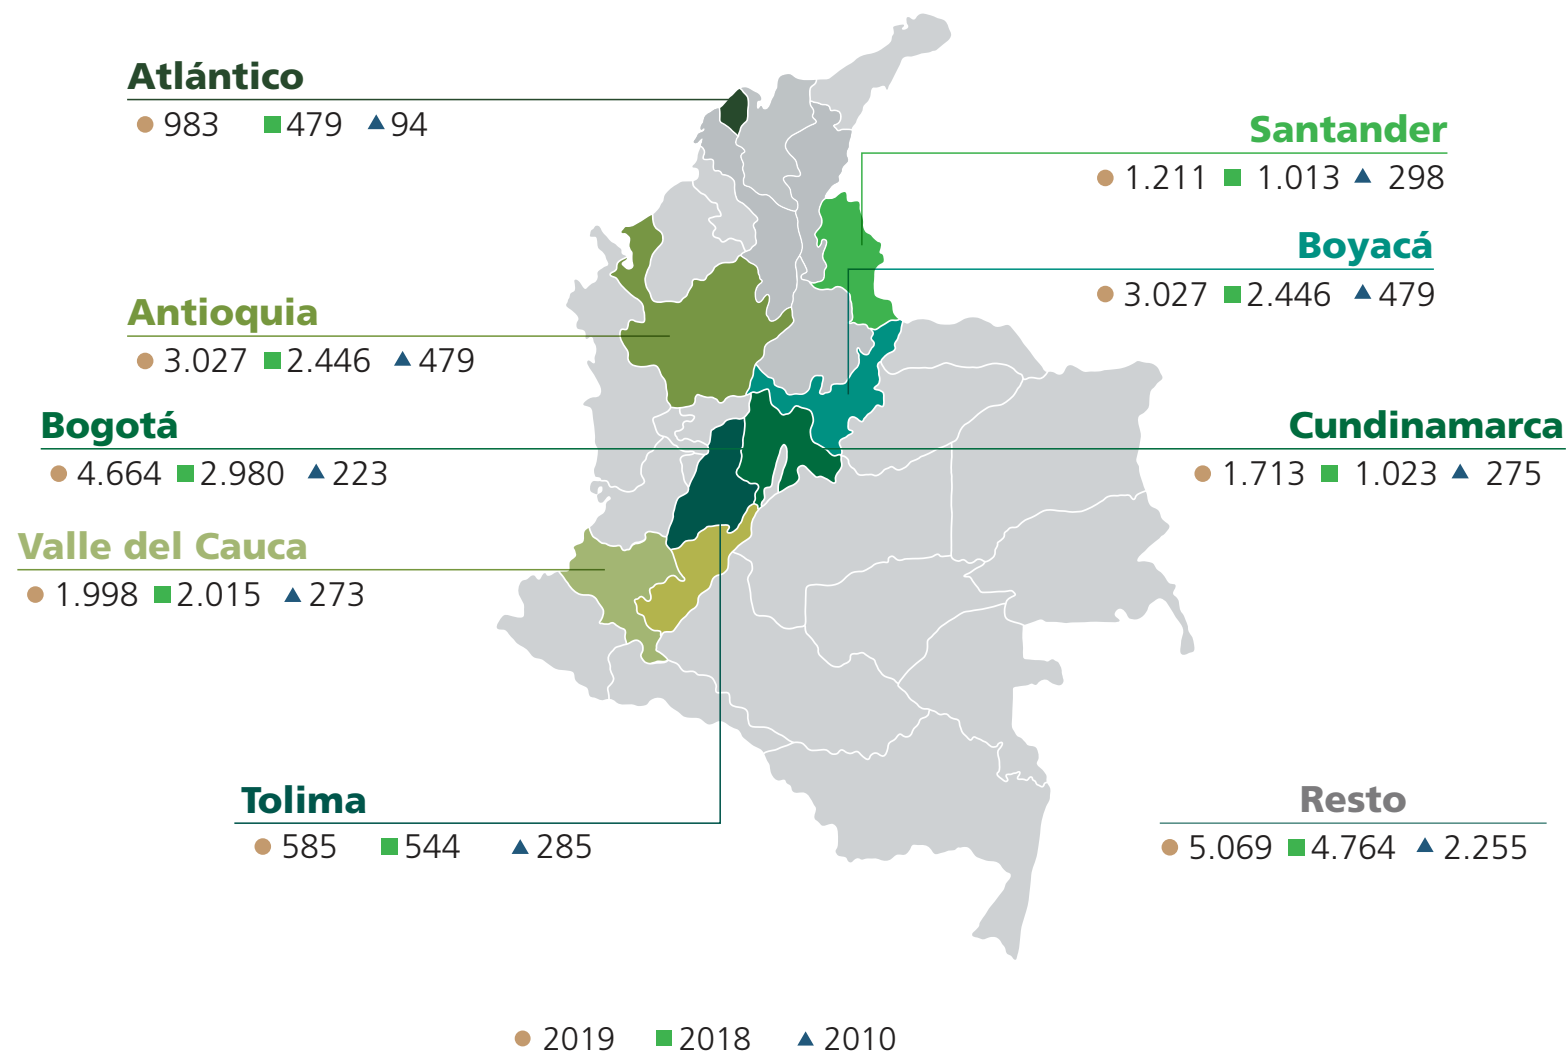 Atlántico
983 479 94
Santander
1.211 1.013 298
Boyacá
3.027 2.446 479
Antioquia
3.027 2.446 479
Bogotá
4.664 2.980 223
Cundinamarca
1.713 1.023 275
Valle del Cauca
1.998 2.015 273
Tolima
585 544 285
Resto
5.069 4.764 2.255
2019 2018 2010